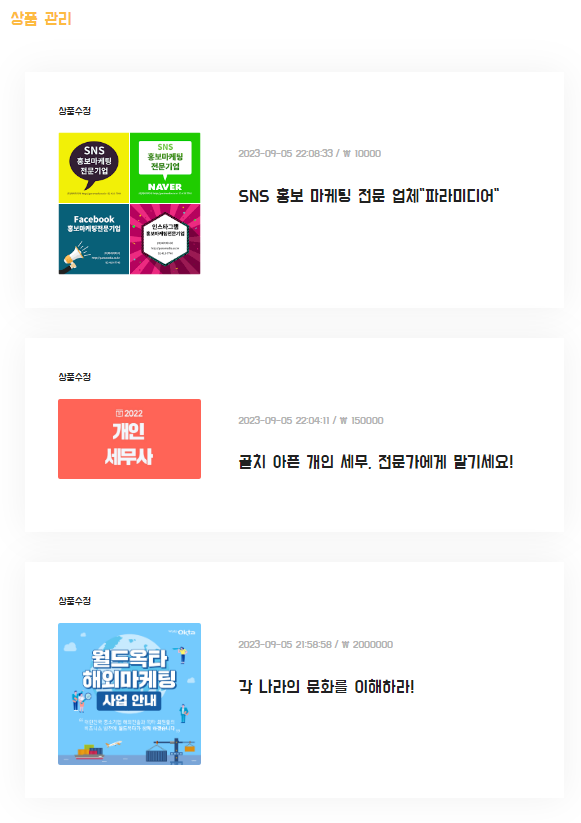 상품 관리
상품수정
SNS
홍보마케팅
전문기업
SNS
홍보마케팅
전문기업
NAVER
Facebook
홍보마케팅전문기업
인스타그램
홍보마케팅전문기업
2023-09-05 22:08:33 / ₩ 10000
SNS 홍보 마케팅 전문 업체"파라미디어"
상품수정
2022
개인
세무사
2023-09-05 22:04:11 / ₩ 150000
골치 아픈 개인 세무, 전문가에게 맡기세요!
상품수정
Okta
월드옥타
해외마케팅
사업 안내
2023-09-05 21:58:58 / ₩ 2000000
각 나라의 문화를 이해하라!